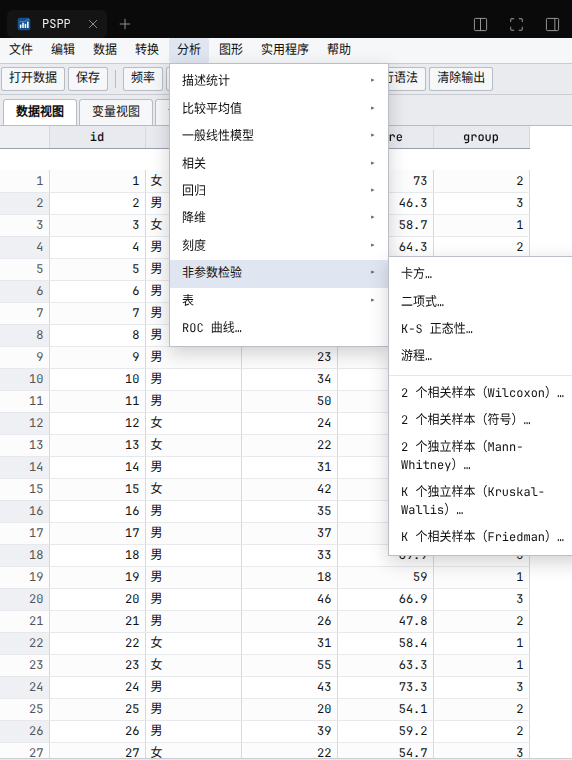 PSPP
文件 编辑 数据 转换 分析 图形 实用程序 帮助
打开数据 保存 频率 行语法 清除输出
数据视图 变量视图
id re group
描述统计
比较平均值
一般线性模型
相关
回归
降维
刻度
非参数检验
表
ROC 曲线…
卡方…
二项式…
K-S 正态性…
游程…
2 个相关样本（Wilcoxon）…
2 个相关样本（符号）…
2 个独立样本（Mann-
Whitney）…
K 个独立样本（Kruskal-
Wallis）…
K 个相关样本（Friedman）…
1 1 女 73 2
2 2 男 46.3 3
3 3 女 58.7 1
4 4 男 64.3 2
5 5 男
6 6 男
7 7 男
8 8 男
9 9 男 23
10 10 男 34
11 11 男 50
12 12 女 24
13 13 女 22
14 14 男 31
15 15 女 42
16 16 男 35
17 17 男 37
18 18 男 33
19 19 男 18 59 1
20 20 男 46 66.9 3
21 21 男 26 47.8 2
22 22 女 31 58.4 1
23 23 女 55 63.3 1
24 24 男 43 73.3 3
25 25 男 20 54.1 2
26 26 男 39 59.2 2
27 27 女 22 54.7 3